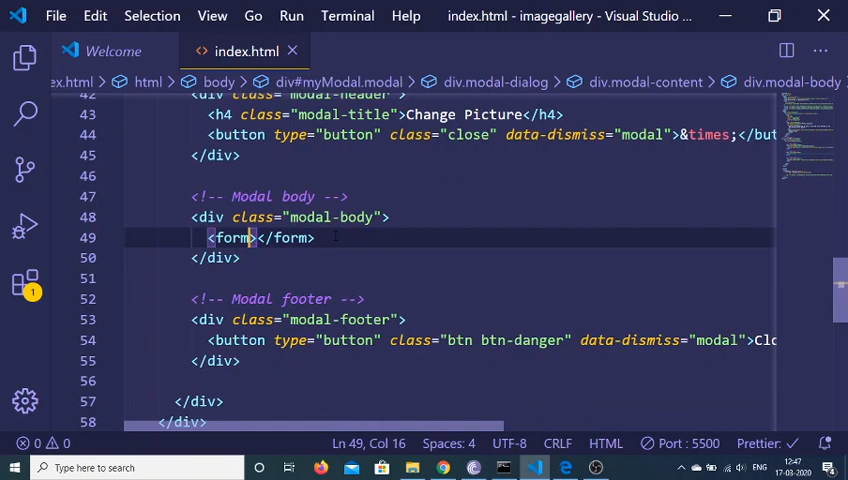 File Edit Selection View Go Run Terminal Help index.html - imagegallery - Visual Studio ...
Welcome <> index.html
ex.html > html > body > div#myModal.modal > div.modal-dialog > div.modal-content > div.modal-body
42 <div class="modal-header">
43 <h4 class="modal-title">Change Picture</h4>
44 <button type="button" class="close" data-dismiss="modal">&times;</but
45 </div>
46
47 <!-- Modal body -->
48 <div class="modal-body">
49 <form></form>
50 </div>
51
52 <!-- Modal footer -->
53 <div class="modal-footer">
54 <button type="button" class="btn btn-danger" data-dismiss="modal">Clo
55 </div>
56
57 </div>
58 </div>
1
0 0 Ln 49, Col 16 Spaces: 4 UTF-8 CRLF HTML Port : 5500 Prettier: ✓
Type here to search ENG 12:47
17-03-2020 4